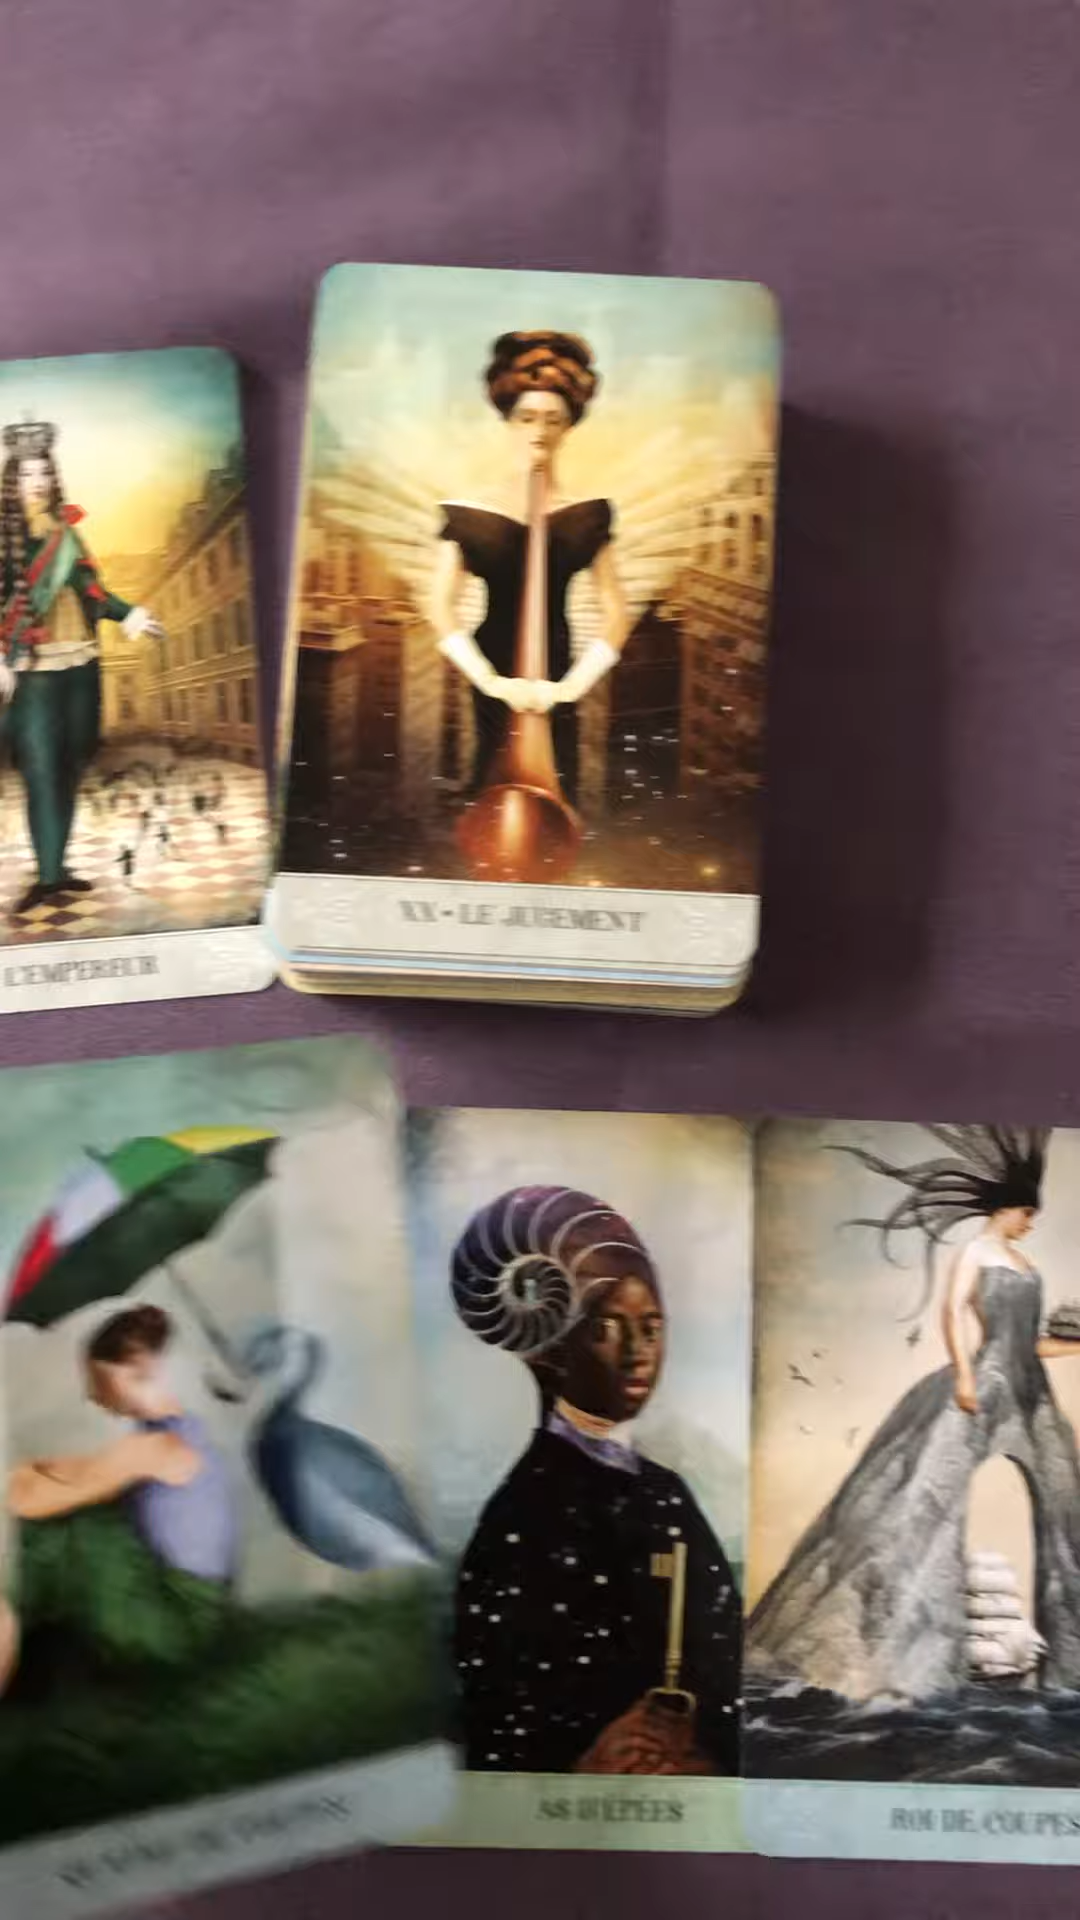 XX • LE JUGEMENT
L'EMPEREUR
AS D'ÉPÉES
ROI DE COUPES